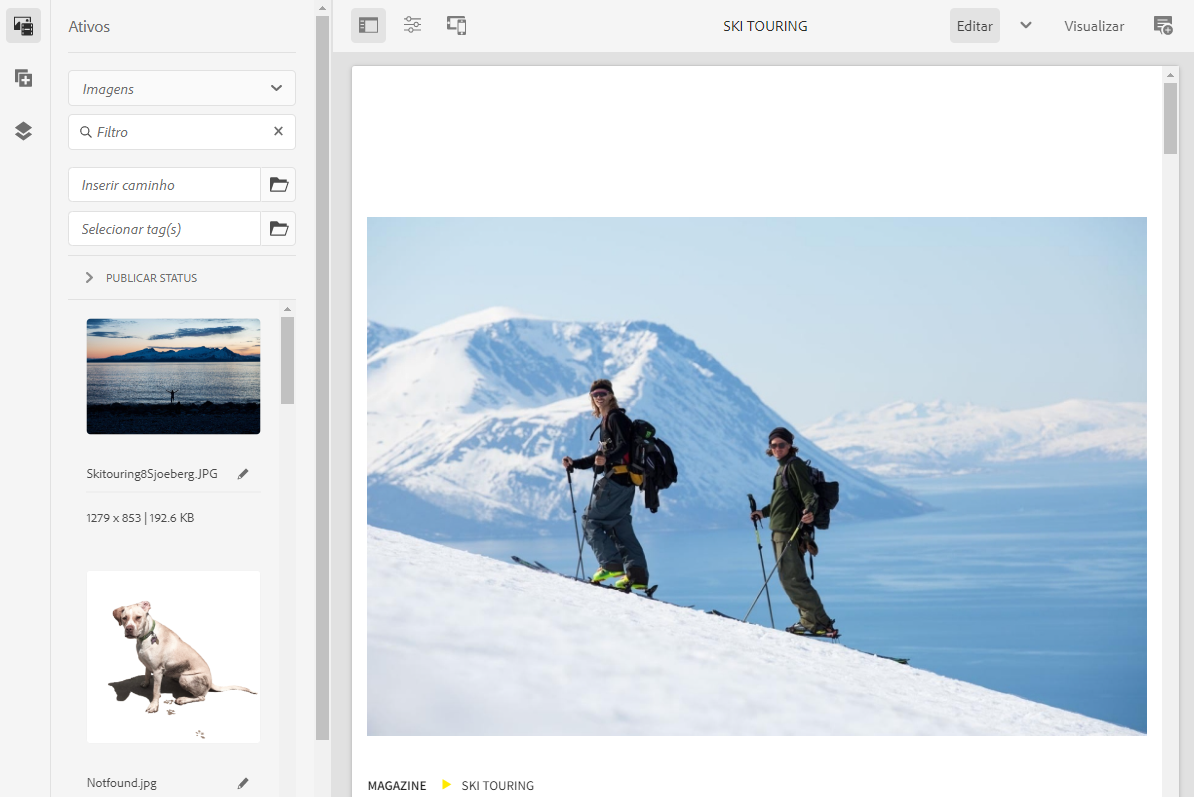 Ativos
Imagens
Filtro
Inserir caminho
Selecionar tag(s)
PUBLICAR STATUS
Skitouring8Sjoeberg.JPG
1279 x 853 | 192.6 KB
Notfound.jpg
SKI TOURING
Editar
Visualizar
MAGAZINE SKI TOURING